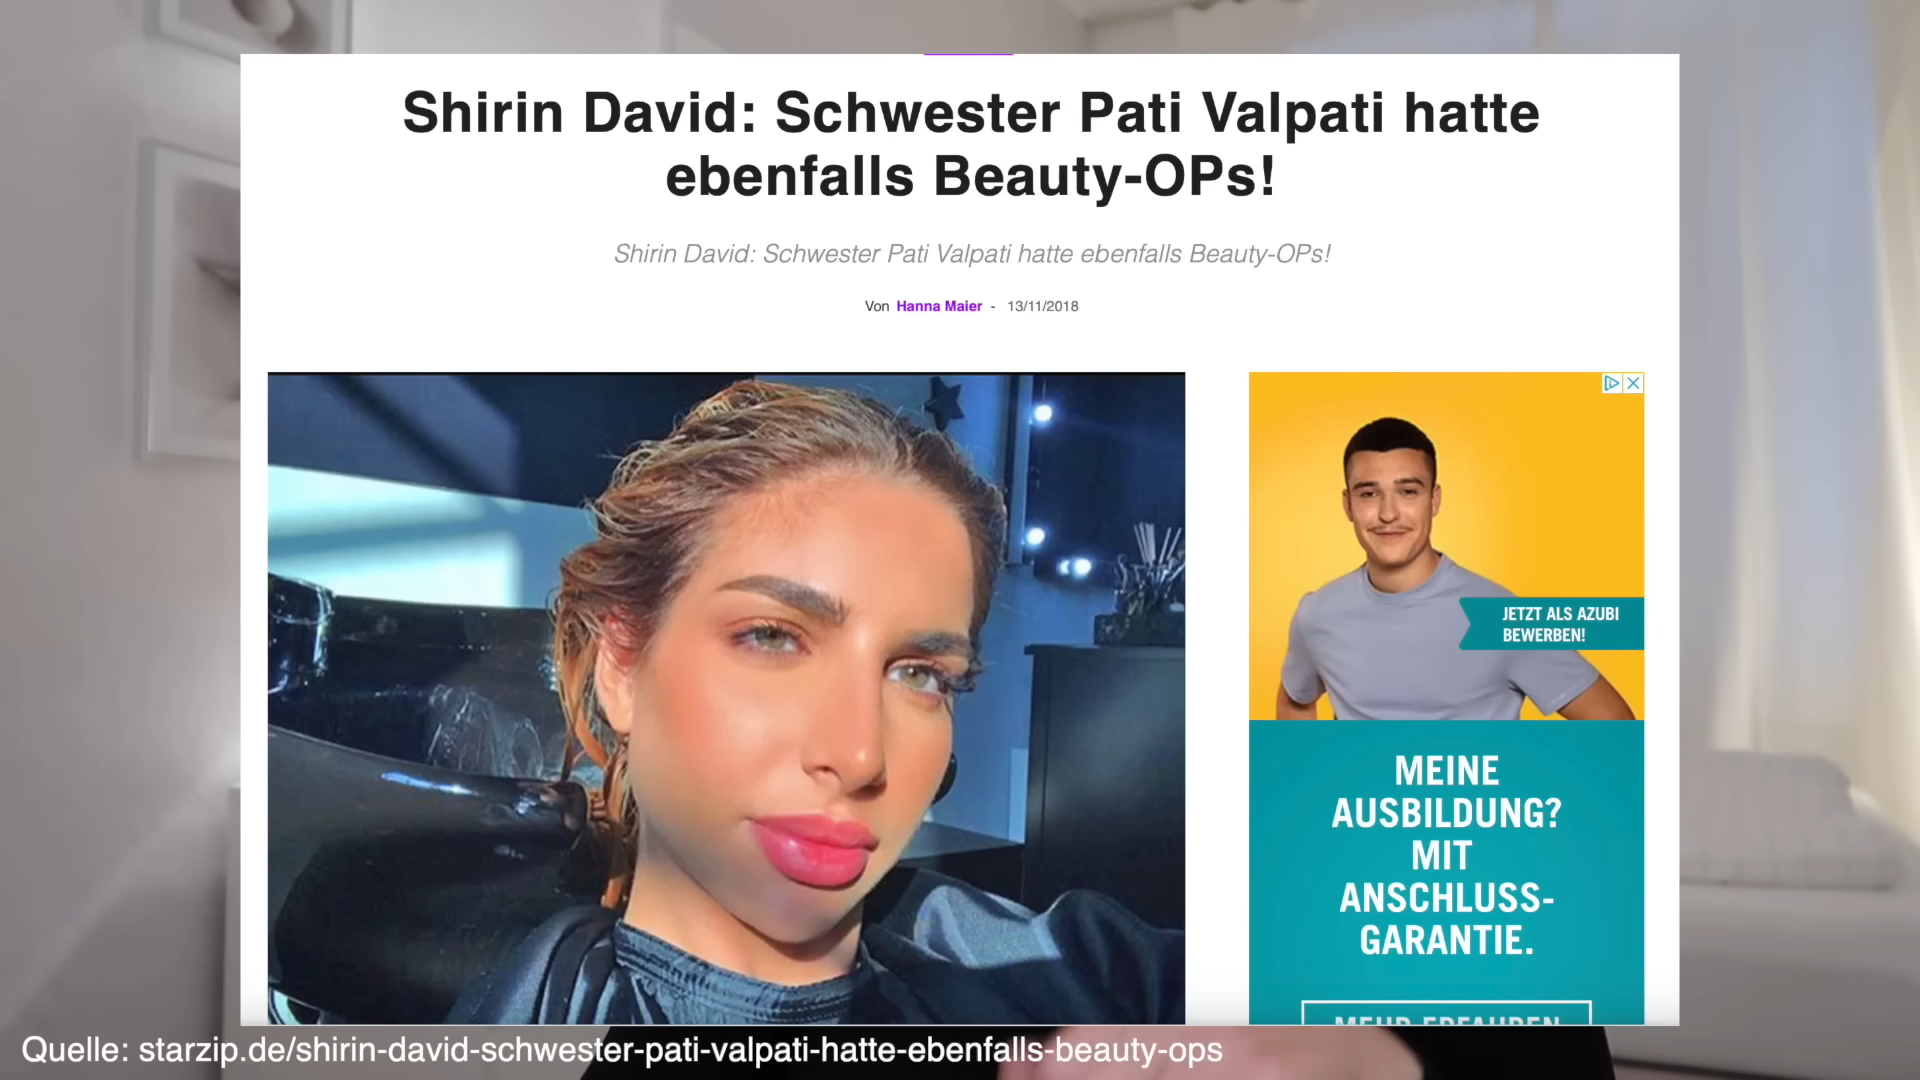 Shirin David: Schwester Pati Valpati hatte
ebenfalls Beauty-OPs!
Shirin David: Schwester Pati Valpati hatte ebenfalls Beauty-OPs!
Von Hanna Maier - 13/11/2018
JETZT ALS AZUBI
BEWERBEN!
MEINE
AUSBILDUNG?
MIT
ANSCHLUSS-
GARANTIE.
MEHR ERFAHREN
Quelle: starzip.de/shirin-david-schwester-pati-valpati-hatte-ebenfalls-beauty-ops